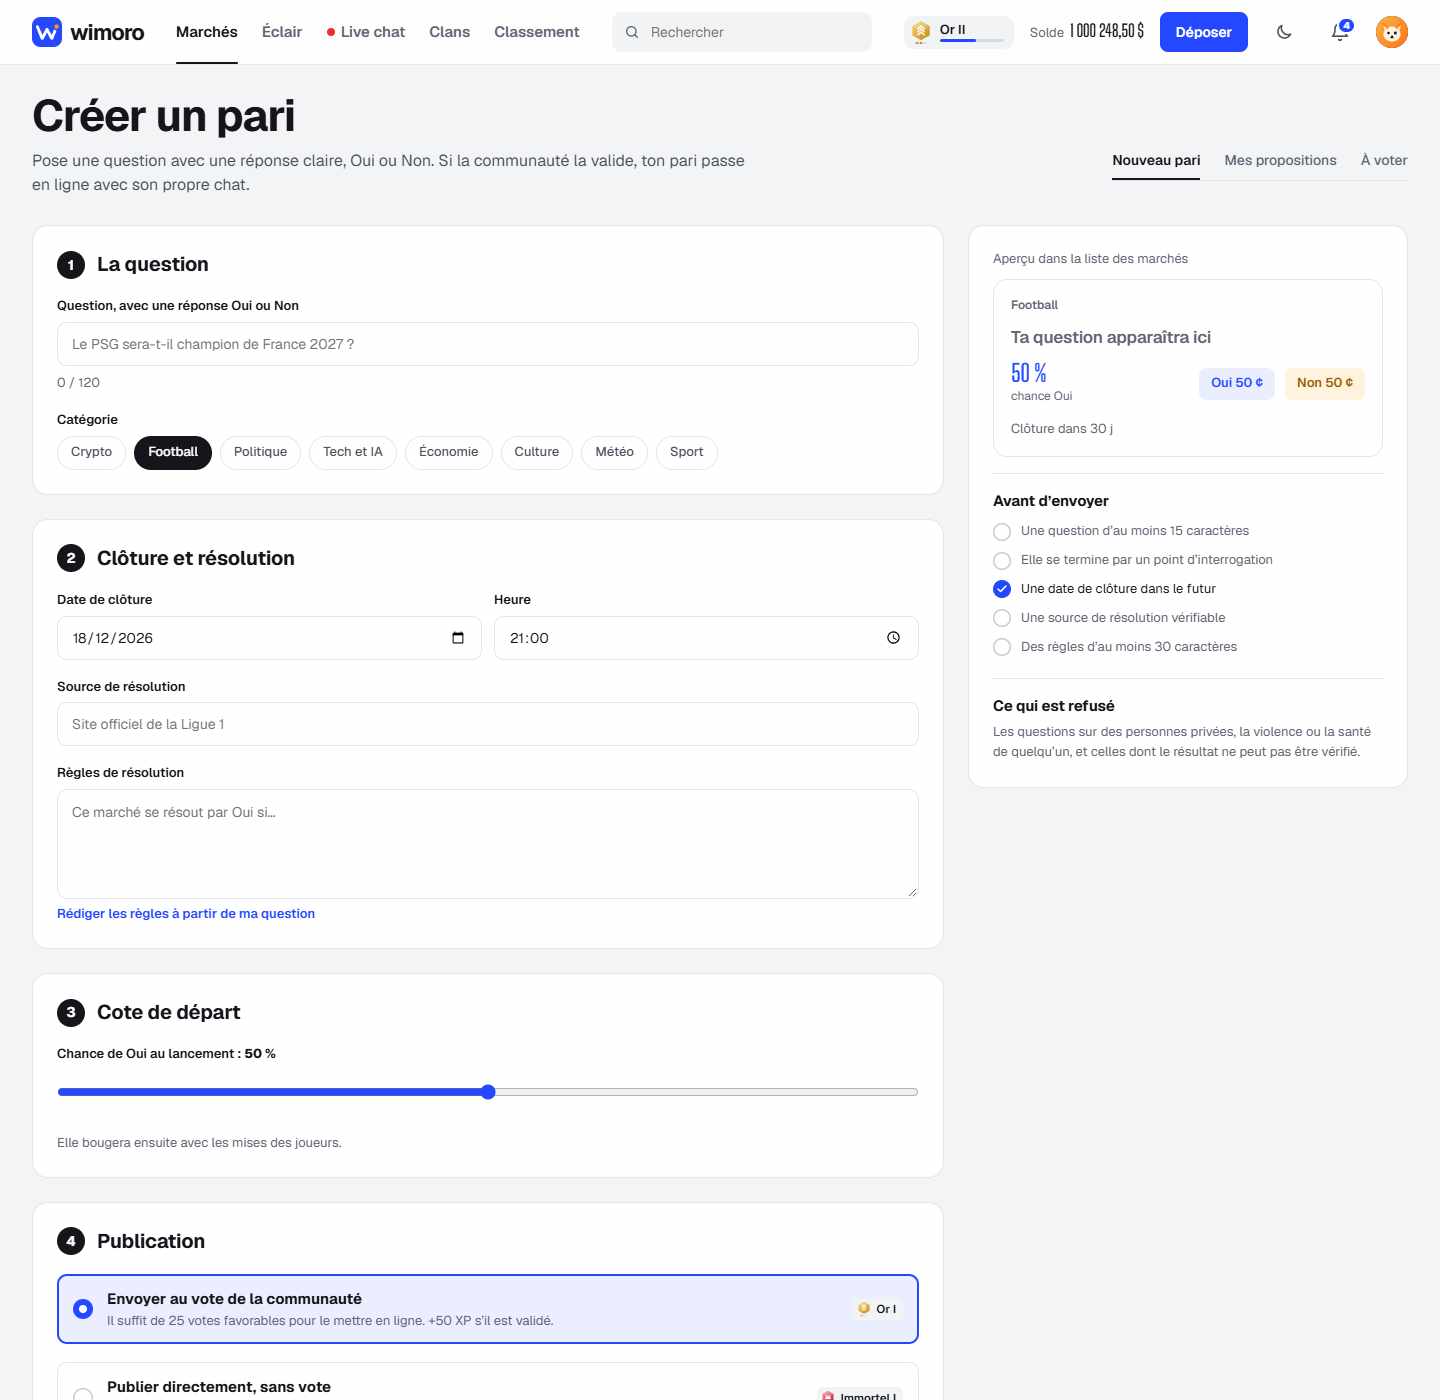 wimoro
Marchés
Éclair
Live chat
Clans
Classement
Rechercher
Or II
Solde 1 000 248,50 $
Déposer
4
Créer un pari
Pose une question avec une réponse claire, Oui ou Non. Si la communauté la valide, ton pari passe
en ligne avec son propre chat.
Nouveau pari
Mes propositions
À voter
1 La question
Question, avec une réponse Oui ou Non
Le PSG sera-t-il champion de France 2027 ?
0 / 120
Catégorie
Crypto
Football
Politique
Tech et IA
Économie
Culture
Météo
Sport
2 Clôture et résolution
Date de clôture
Heure
18/12/2026
21:00
Source de résolution
Site officiel de la Ligue 1
Règles de résolution
Ce marché se résout par Oui si…
Rédiger les règles à partir de ma question
3 Cote de départ
Chance de Oui au lancement : 50 %
Elle bougera ensuite avec les mises des joueurs.
4 Publication
Envoyer au vote de la communauté
Il suffit de 25 votes favorables pour le mettre en ligne. +50 XP s'il est validé.
Or I
Publier directement, sans vote
Immortel I
Aperçu dans la liste des marchés
Football
Ta question apparaîtra ici
50 %
chance Oui
Oui 50 ¢
Non 50 ¢
Clôture dans 30 j
Avant d'envoyer
Une question d'au moins 15 caractères
Elle se termine par un point d'interrogation
Une date de clôture dans le futur
Une source de résolution vérifiable
Des règles d'au moins 30 caractères
Ce qui est refusé
Les questions sur des personnes privées, la violence ou la santé
de quelqu'un, et celles dont le résultat ne peut pas être vérifié.